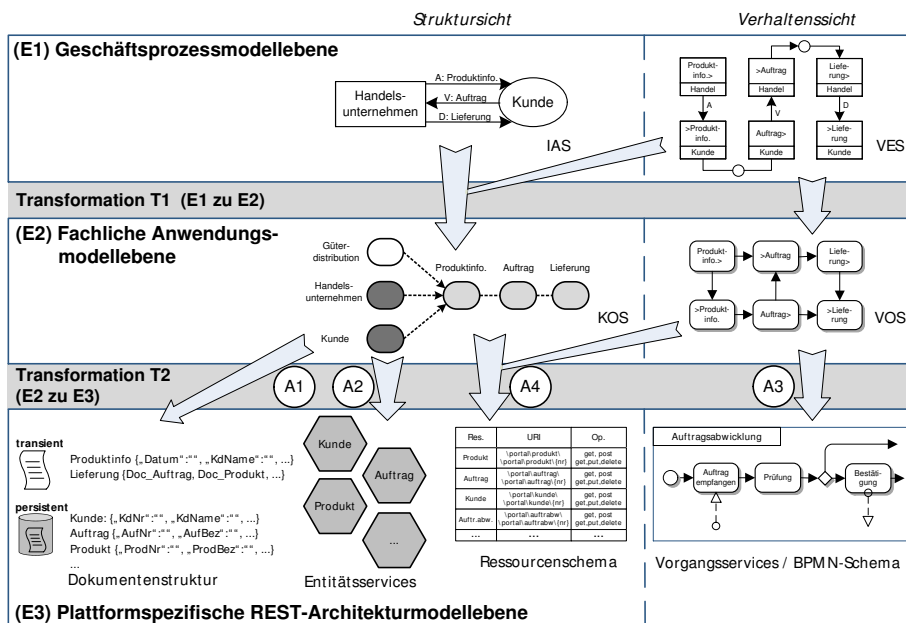 Struktursicht
Verhaltenssicht
(E1) Geschäftsprozessmodellebene
Handels-
unternehmen
A: Produktinfo.
V: Auftrag
D: Lieferung
Kunde
IAS
Produkt-
info.>
Handel
A
>Produkt-
info.
Kunde
>Auftrag
Handel
V
Auftrag>
Kunde
Liefe-
rung>
Handel
D
>Liefe-
rung
Kunde
VES
Transformation T1 (E1 zu E2)
(E2) Fachliche Anwendungs-
modellebene
Güter-
distribution
Handels-
unternehmen
Kunde
Produktinfo.
Auftrag
Lieferung
KOS
Produkt-
info.>
>Auftrag
Liefe-
rung>
>Produkt-
info.
Auftrag>
>Liefe-
rung
VOS
Transformation T2
(E2 zu E3)
A1
A2
A4
A3
transient
Produktinfo {„Datum":"", „KdName":"", ...}
Lieferung {Doc_Auftrag, Doc_Produkt, ...}
persistent
Kunde: {„KdNr":"", „KdName":"", ...}
Auftrag {„AufNr":"", „AufBez":"", ...}
Produkt {„ProdNr":"", „ProdBez":"", ...}
...
Dokumentenstruktur
Kunde
Auftrag
Produkt
...
Entitätsservices
Res. URI Op.
Produkt \portal\produkt\ get, post
\portal\produkt\{nr} get,put,delete
Auftrag \portal\auftrag\ get, post
\portal\auftrag\{nr} get,put,delete
Kunde \portal\kunde\ get, post
\portal\kunde\{nr} get,put,delete
Auftr.abw. \portal\auftrabw\ get, post
\portal\auftrabw\{nr} get,put,delete
... ... ...
Ressourcenschema
Auftragsabwicklung
Auftrag
empfangen
Prüfung
Bestäti-
gung
Vorgangsservices / BPMN-Schema
(E3) Plattformspezifische REST-Architekturmodellebene